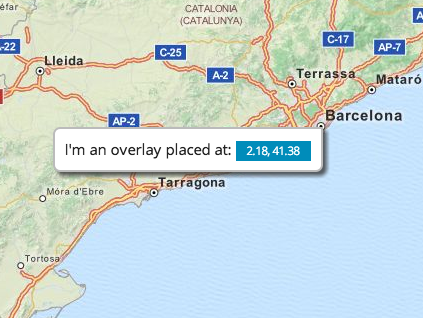 CATALONIA
(CATALUNYA)
A-22
C-17
AP-7
Lleida
C-25
A-2
Terrassa
Mataró
AP-2
Barcelona
I'm an overlay placed at: 2.18, 41.38
Móra d'Ebre
Tarragona
Tortosa